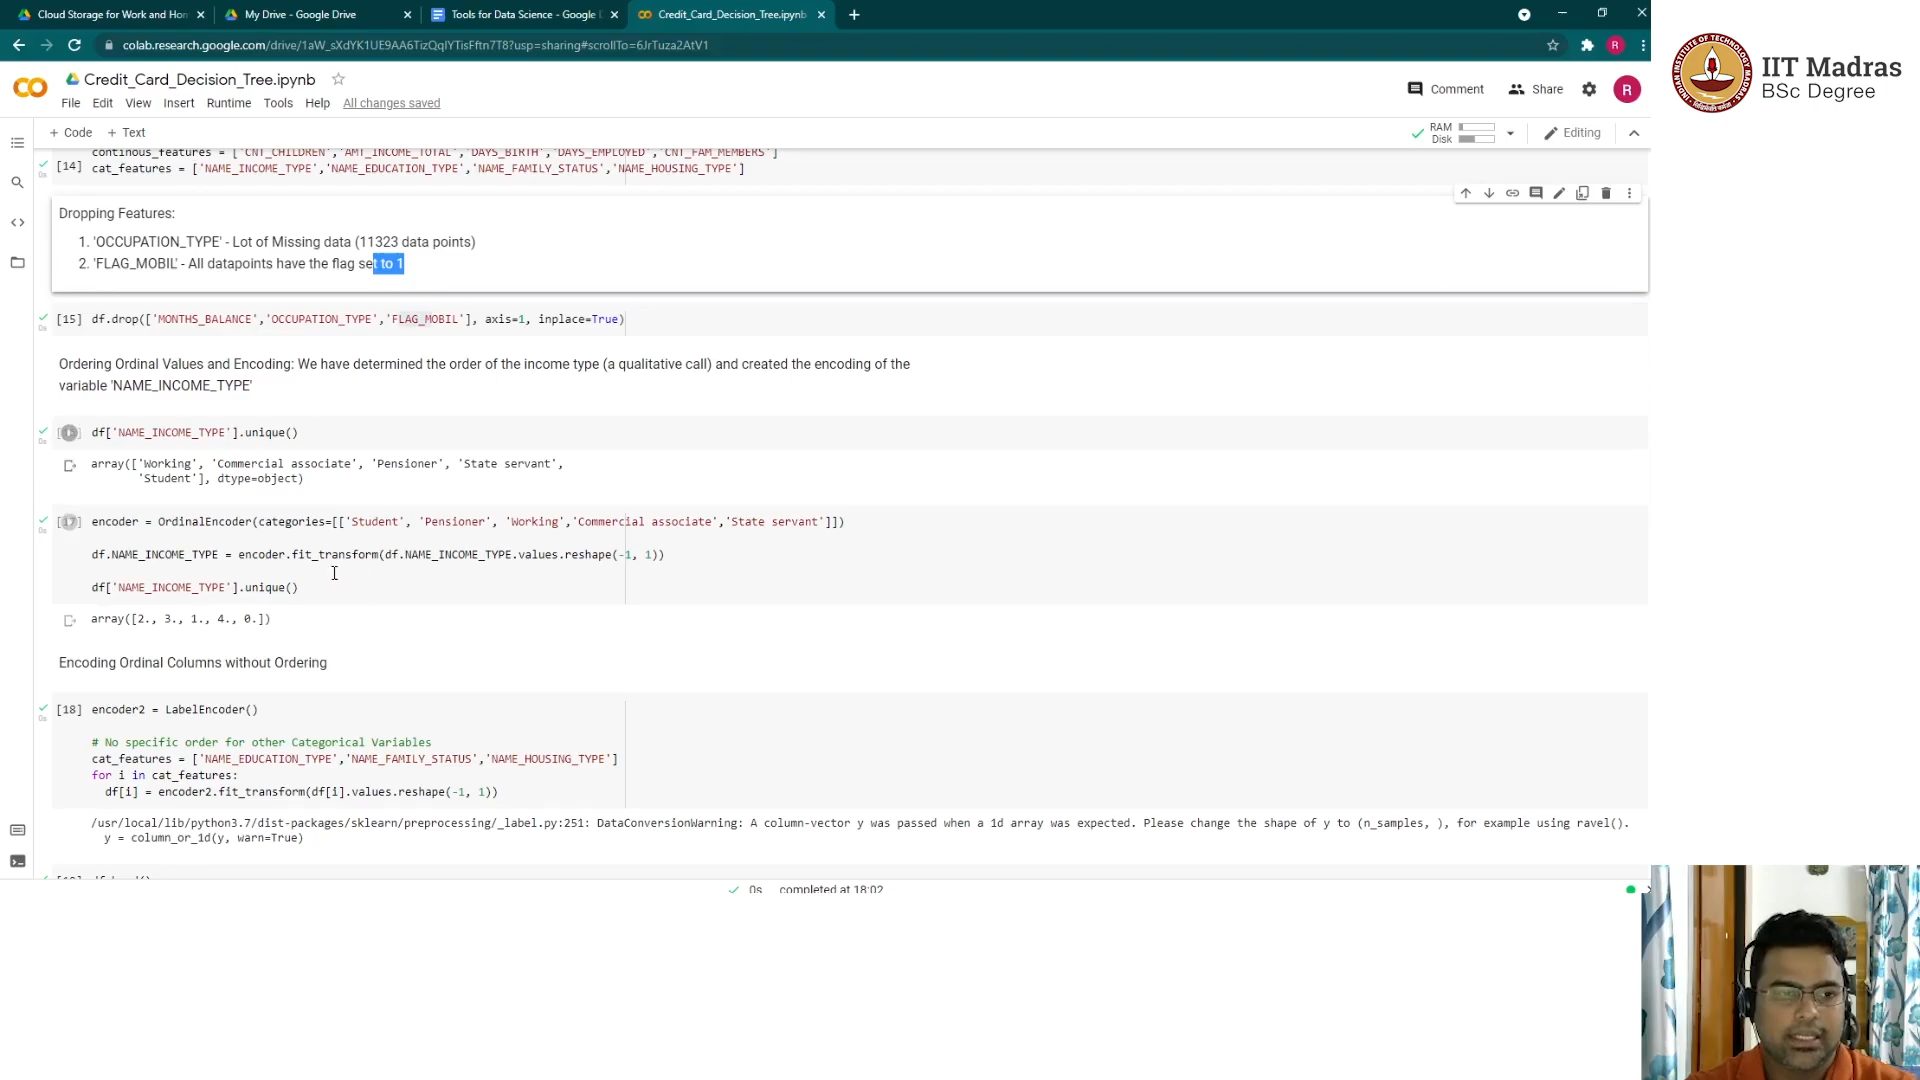 Cloud Storage for Work and Hom
My Drive - Google Drive
Tools for Data Science - Google
Credit_Card_Decision_Tree.ipynb
colab.research.google.com/drive/1aW_sXdYK1UE9AA6TizQqlYTisFftn7T8?usp=sharing#scrollTo=6JrTuza2AtV1
R
IIT Madras
BSc Degree
Credit_Card_Decision_Tree.ipynb
File Edit View Insert Runtime Tools Help All changes saved
Comment Share R
+ Code + Text
RAM
Disk
Editing
continous_features = ['CNT_CHILDREN','AMT_INCOME_TOTAL','DAYS_BIRTH','DAYS_EMPLOYED','CNT_FAM_MEMBERS']
[14] cat_features = ['NAME_INCOME_TYPE','NAME_EDUCATION_TYPE','NAME_FAMILY_STATUS','NAME_HOUSING_TYPE']
Dropping Features:
1. 'OCCUPATION_TYPE' - Lot of Missing data (11323 data points)
2. 'FLAG_MOBIL' - All datapoints have the flag set to 1
[15] df.drop(['MONTHS_BALANCE','OCCUPATION_TYPE','FLAG_MOBIL'], axis=1, inplace=True)
Ordering Ordinal Values and Encoding: We have determined the order of the income type (a qualitative call) and created the encoding of the
variable 'NAME_INCOME_TYPE'
df['NAME_INCOME_TYPE'].unique()
array(['Working', 'Commercial associate', 'Pensioner', 'State servant',
'Student'], dtype=object)
[17] encoder = OrdinalEncoder(categories=[['Student', 'Pensioner', 'Working','Commercial associate','State servant']])
df.NAME_INCOME_TYPE = encoder.fit_transform(df.NAME_INCOME_TYPE.values.reshape(-1, 1))
df['NAME_INCOME_TYPE'].unique()
array([2., 3., 1., 4., 0.])
Encoding Ordinal Columns without Ordering
[18] encoder2 = LabelEncoder()
# No specific order for other Categorical Variables
cat_features = ['NAME_EDUCATION_TYPE','NAME_FAMILY_STATUS','NAME_HOUSING_TYPE']
for i in cat_features:
df[i] = encoder2.fit_transform(df[i].values.reshape(-1, 1))
/usr/local/lib/python3.7/dist-packages/sklearn/preprocessing/_label.py:251: DataConversionWarning: A column-vector y was passed when a 1d array was expected. Please change the shape of y to (n_samples, ), for example using ravel().
y = column_or_1d(y, warn=True)
0s completed at 18:02